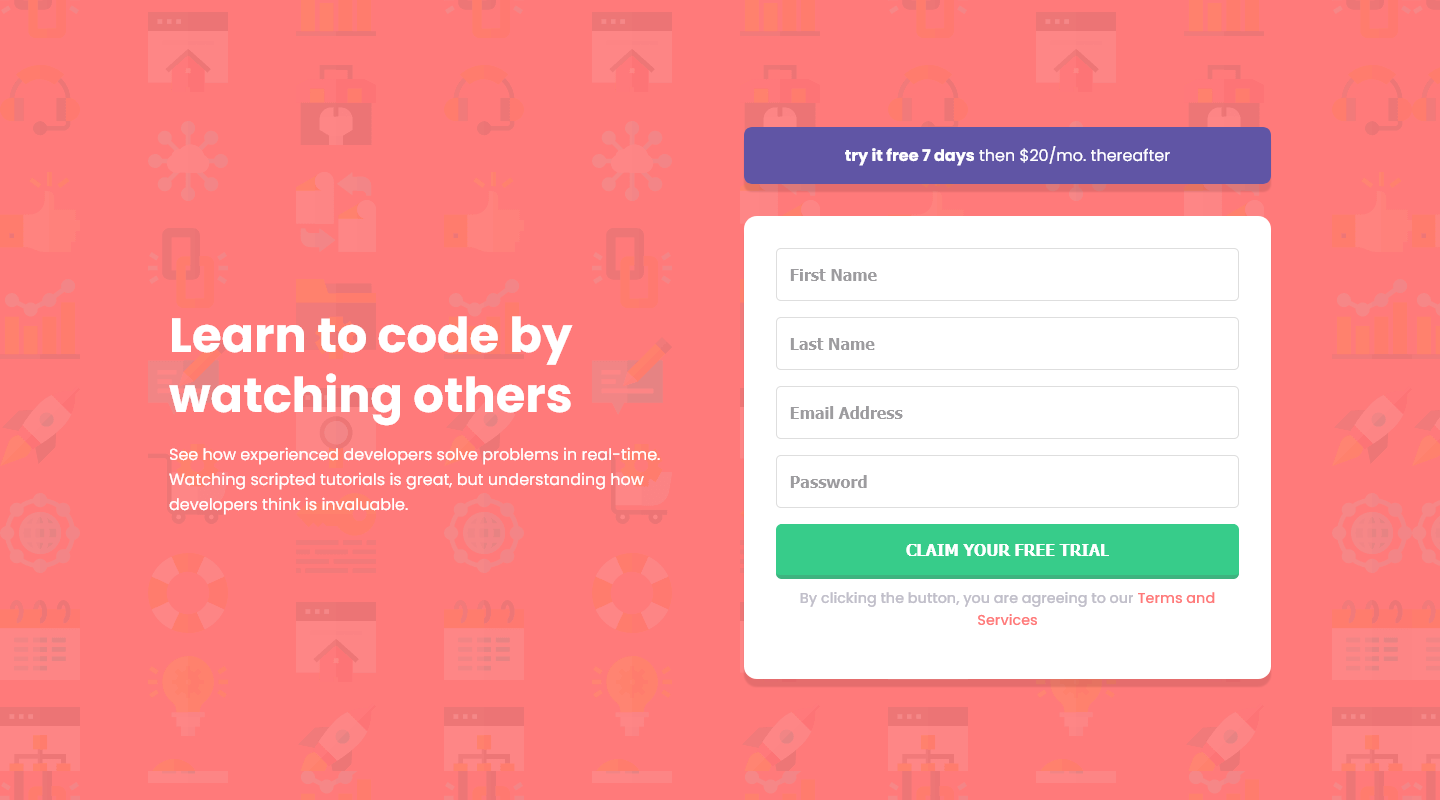 Learn to code by
watching others
See how experienced developers solve problems in real-time.
Watching scripted tutorials is great, but understanding how
developers think is invaluable.
try it free 7 days then $20/mo. thereafter
First Name
Last Name
Email Address
Password
CLAIM YOUR FREE TRIAL
By clicking the button, you are agreeing to our Terms and
Services